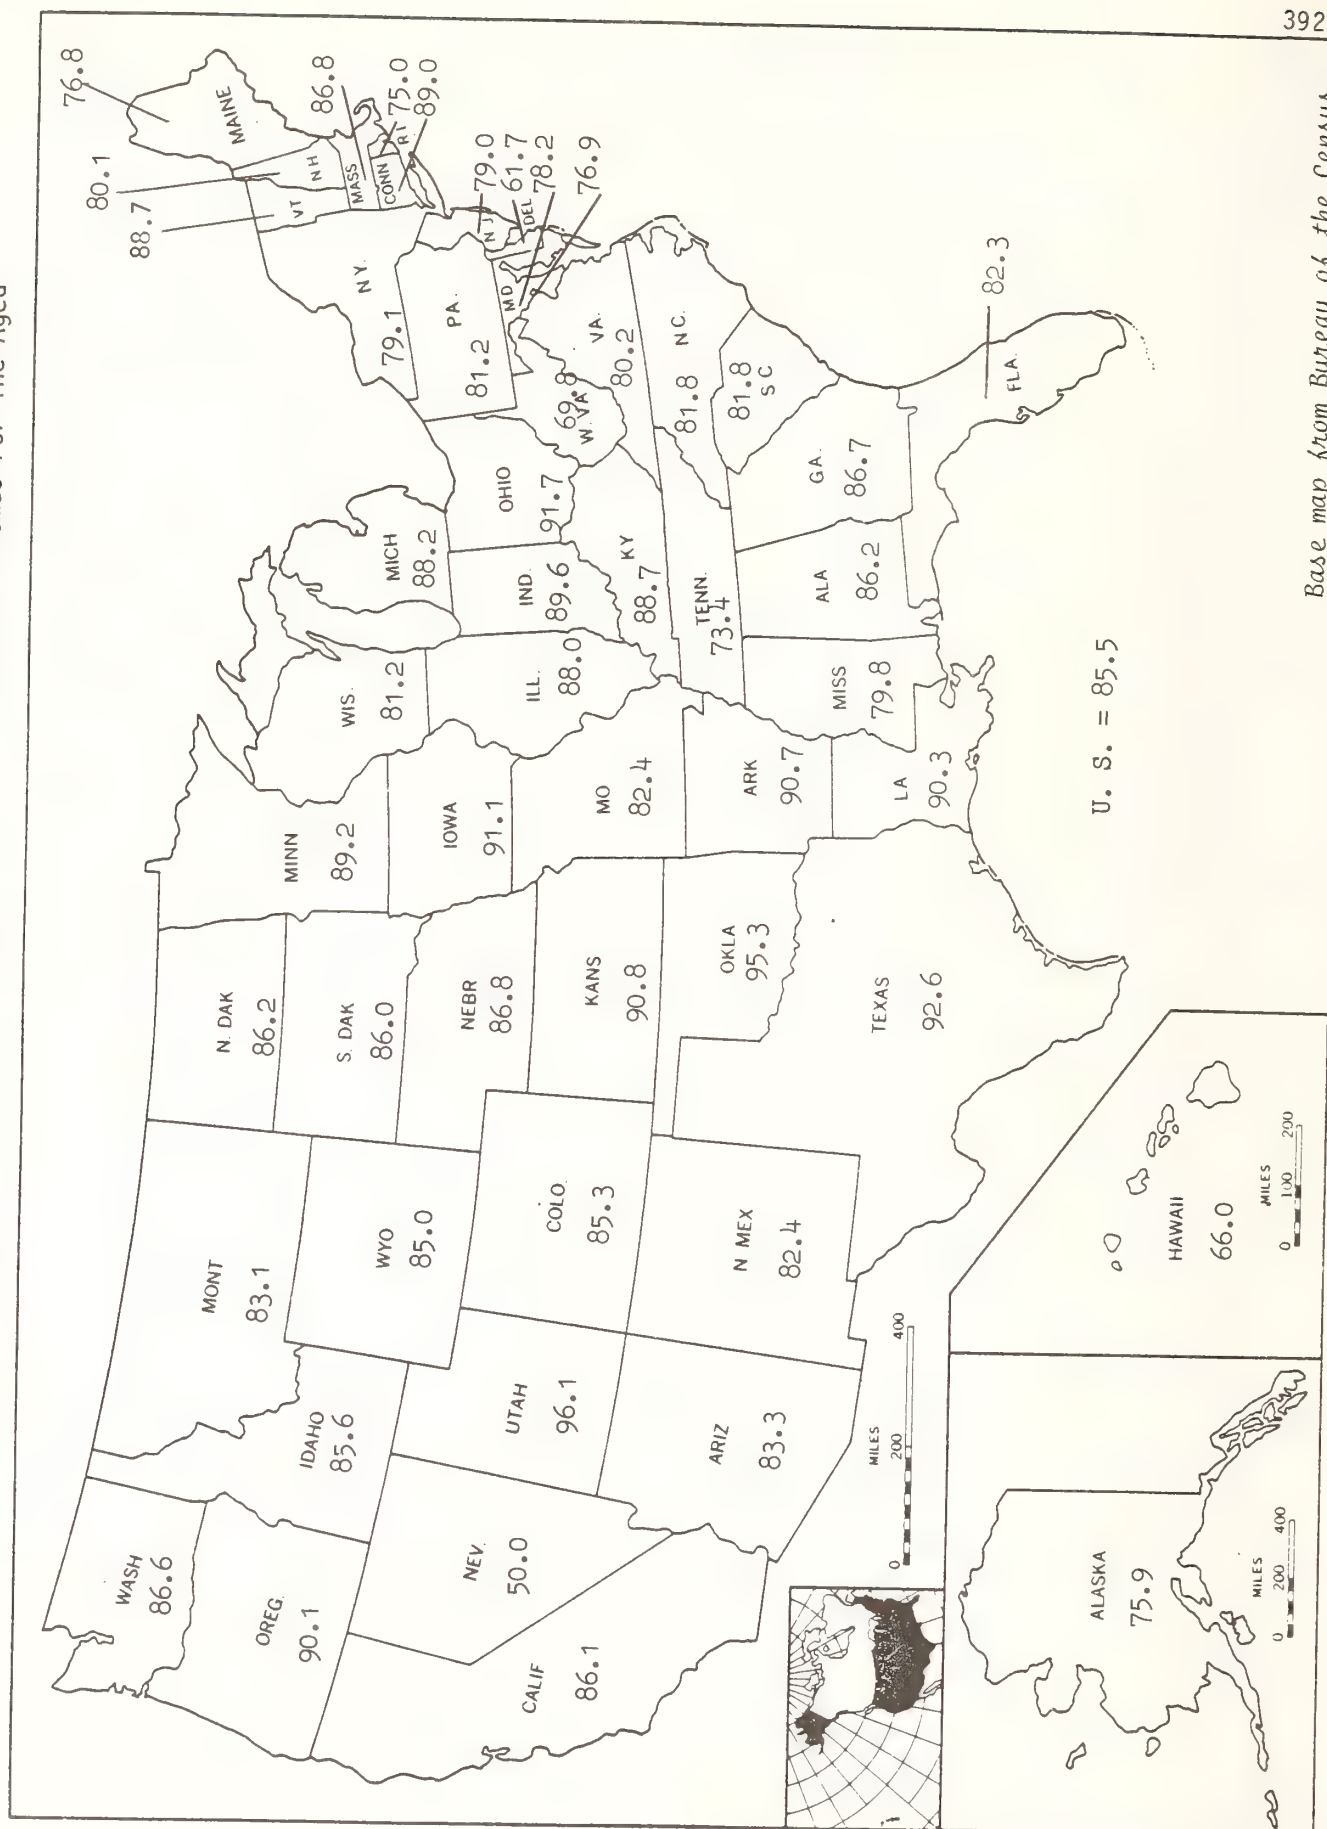 For The Aged
392
WASH
86.6
OREG.
90.1
CALIF
86.1
NEV.
50.0
IDAHO
85.6
MONT
83.1
WYO
85.0
UTAH
96.1
COLO.
85.3
ARIZ
83.3
N MEX
82.4
N. DAK
86.2
S. DAK
86.0
NEBR
86.8
KANS
90.8
OKLA
95.3
TEXAS
92.6
MINN
89.2
IOWA
91.1
MO
82.4
ARK
90.7
LA
90.3
WIS.
81.2
ILL.
88.0
MICH
88.2
IND.
89.6
OHIO
91.7
KY
88.7
TENN.
73.4
MISS
79.8
ALA
86.2
GA.
86.7
FLA.
82.3
S C
81.8
N.C.
81.8
VA.
80.2
W. VA
69.8
PA.
81.2
N.Y.
79.1
VT
88.7
N H
80.1
MAINE
76.8
MASS
86.8
R I
75.0
CONN
89.0
N J
79.0
DEL
61.7
MD
78.2
76.9
U. S. = 85.5
MILES
0 200 400
ALASKA
75.9
MILES
0 200 400
HAWAII
66.0
MILES
0 100 200
Base map from Bureau of the Census